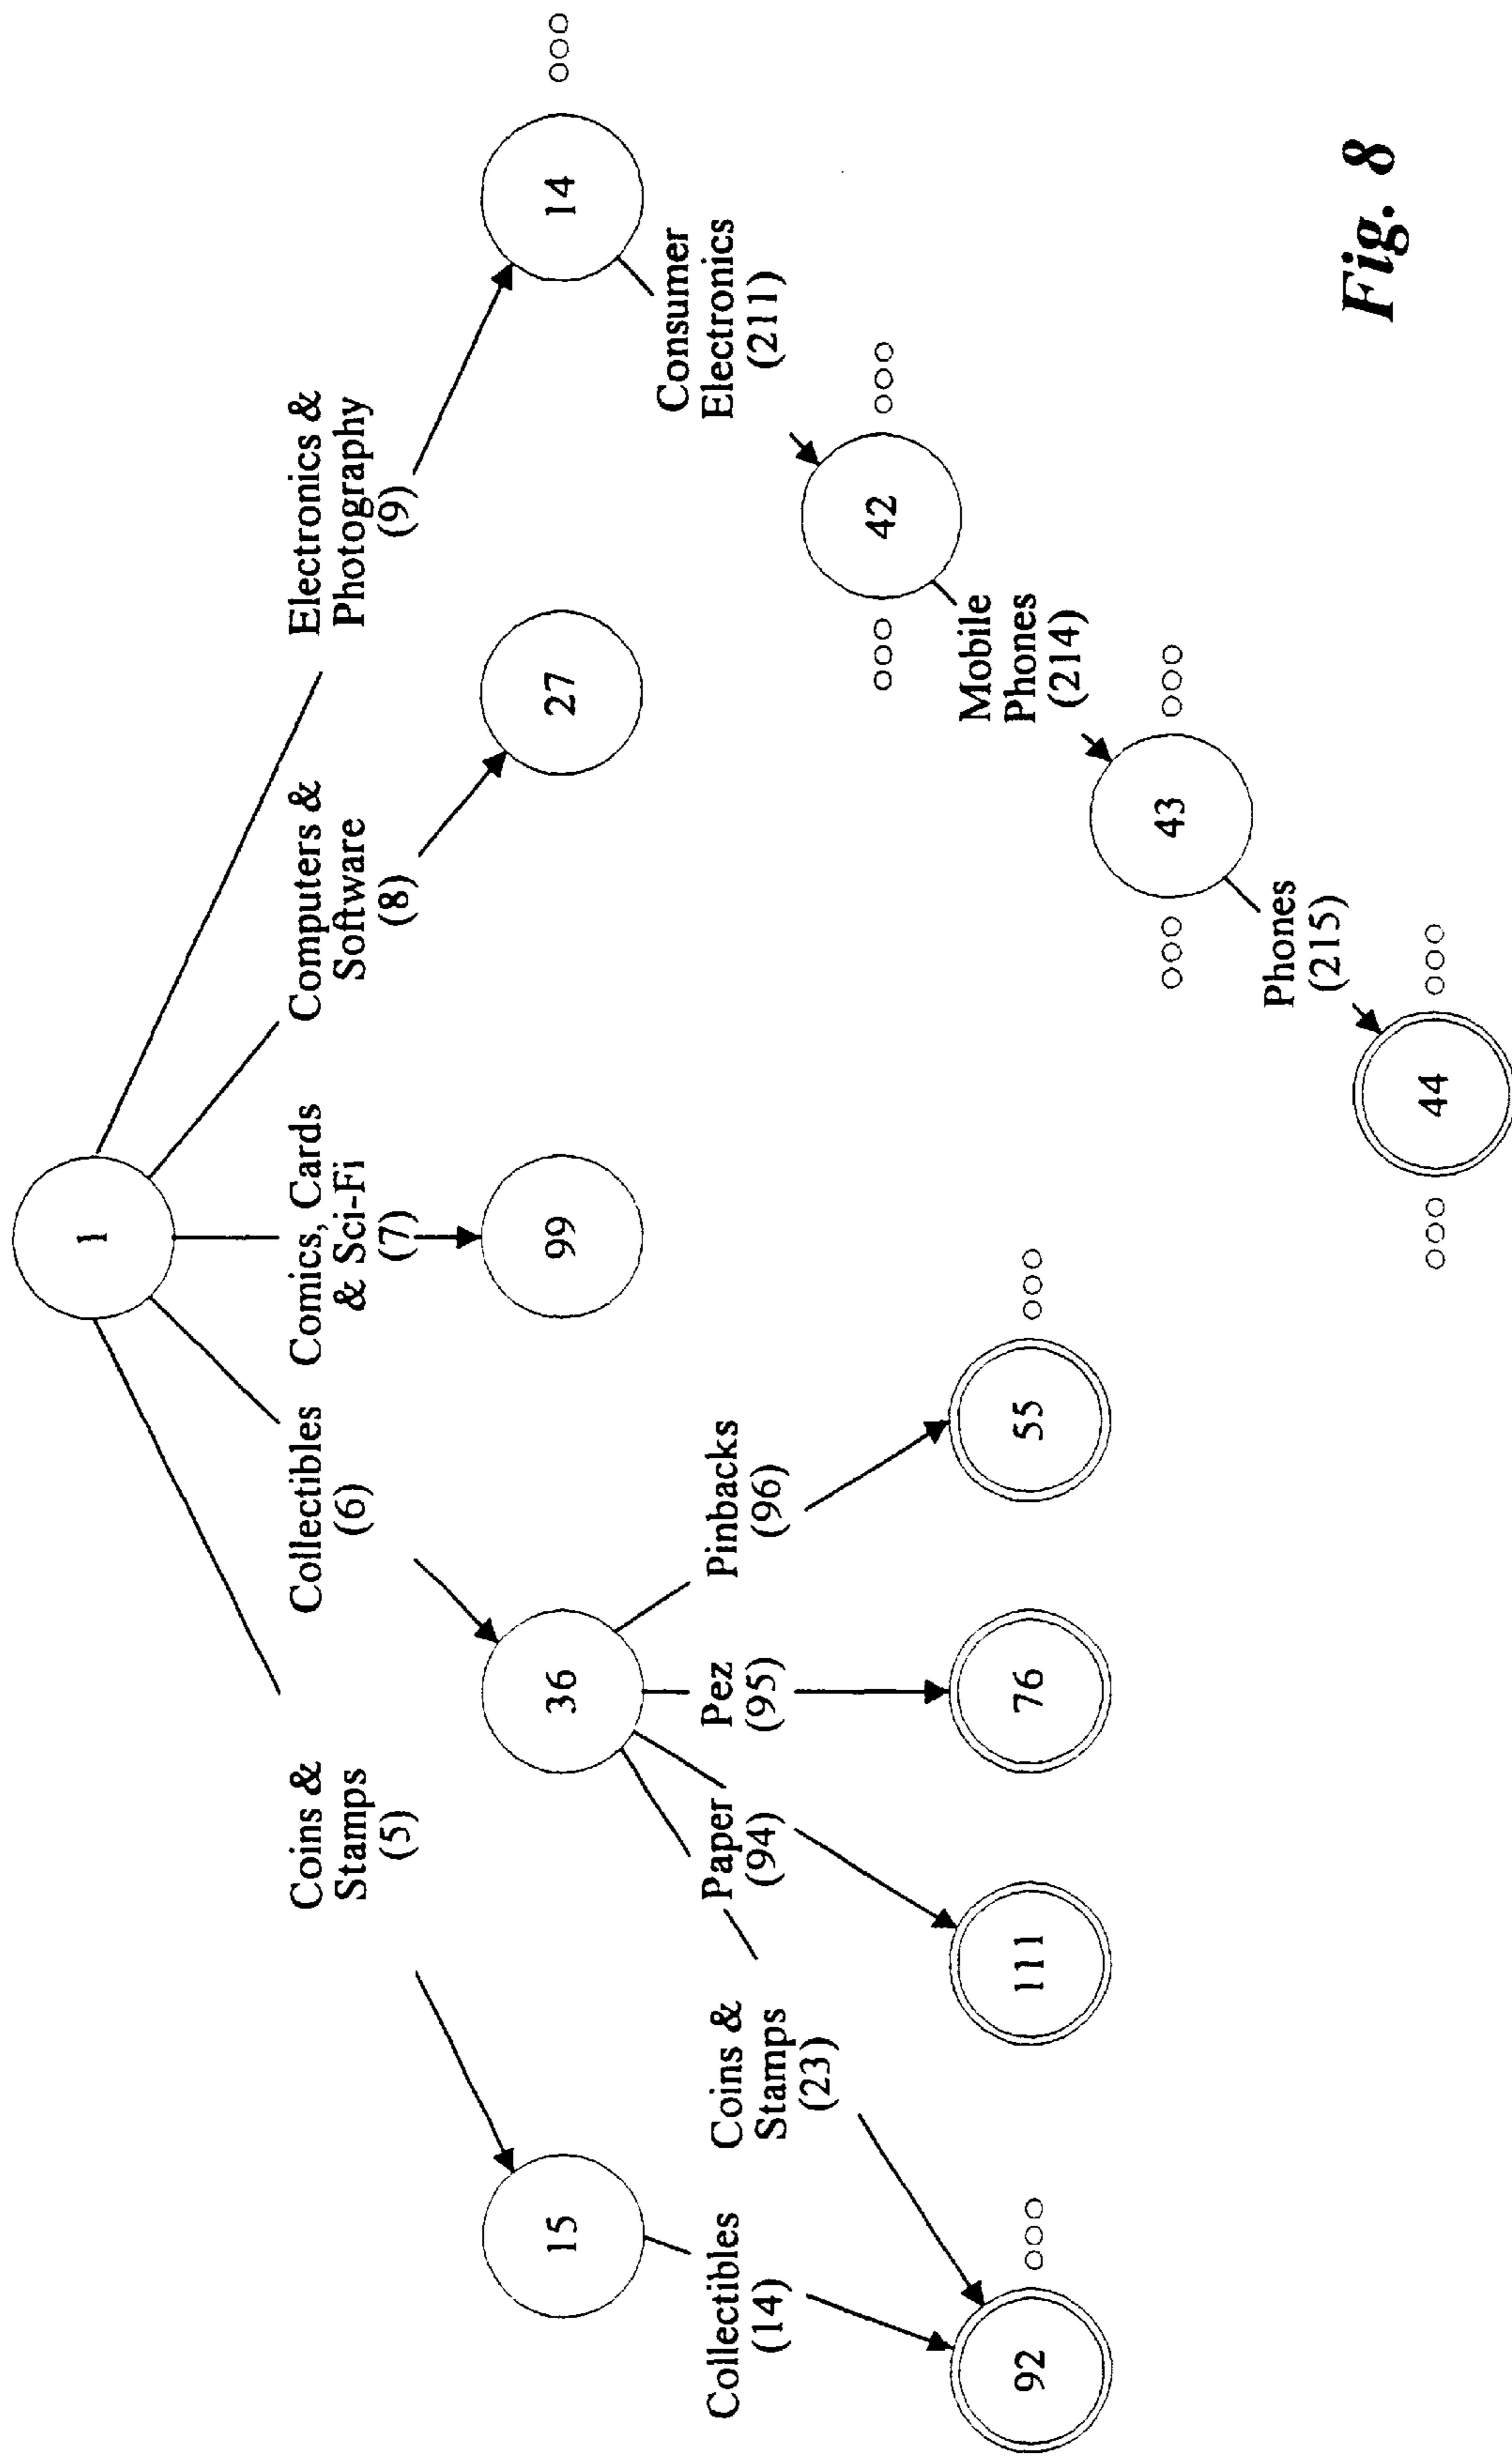 1
Coins &
Stamps
(5)
Collectibles
(6)
Comics, Cards
& Sci-Fi
(7)
Computers &
Software
(8)
Electronics &
Photography
(9)
15
36
99
27
14
Collectibles
(14)
Coins &
Stamps
(23)
Paper
(94)
Pez
(95)
Pinbacks
(96)
Consumer
Electronics
(211)
92
111
76
55
42
Mobile
Phones
(214)
43
Phones
(215)
44
Fig. 8